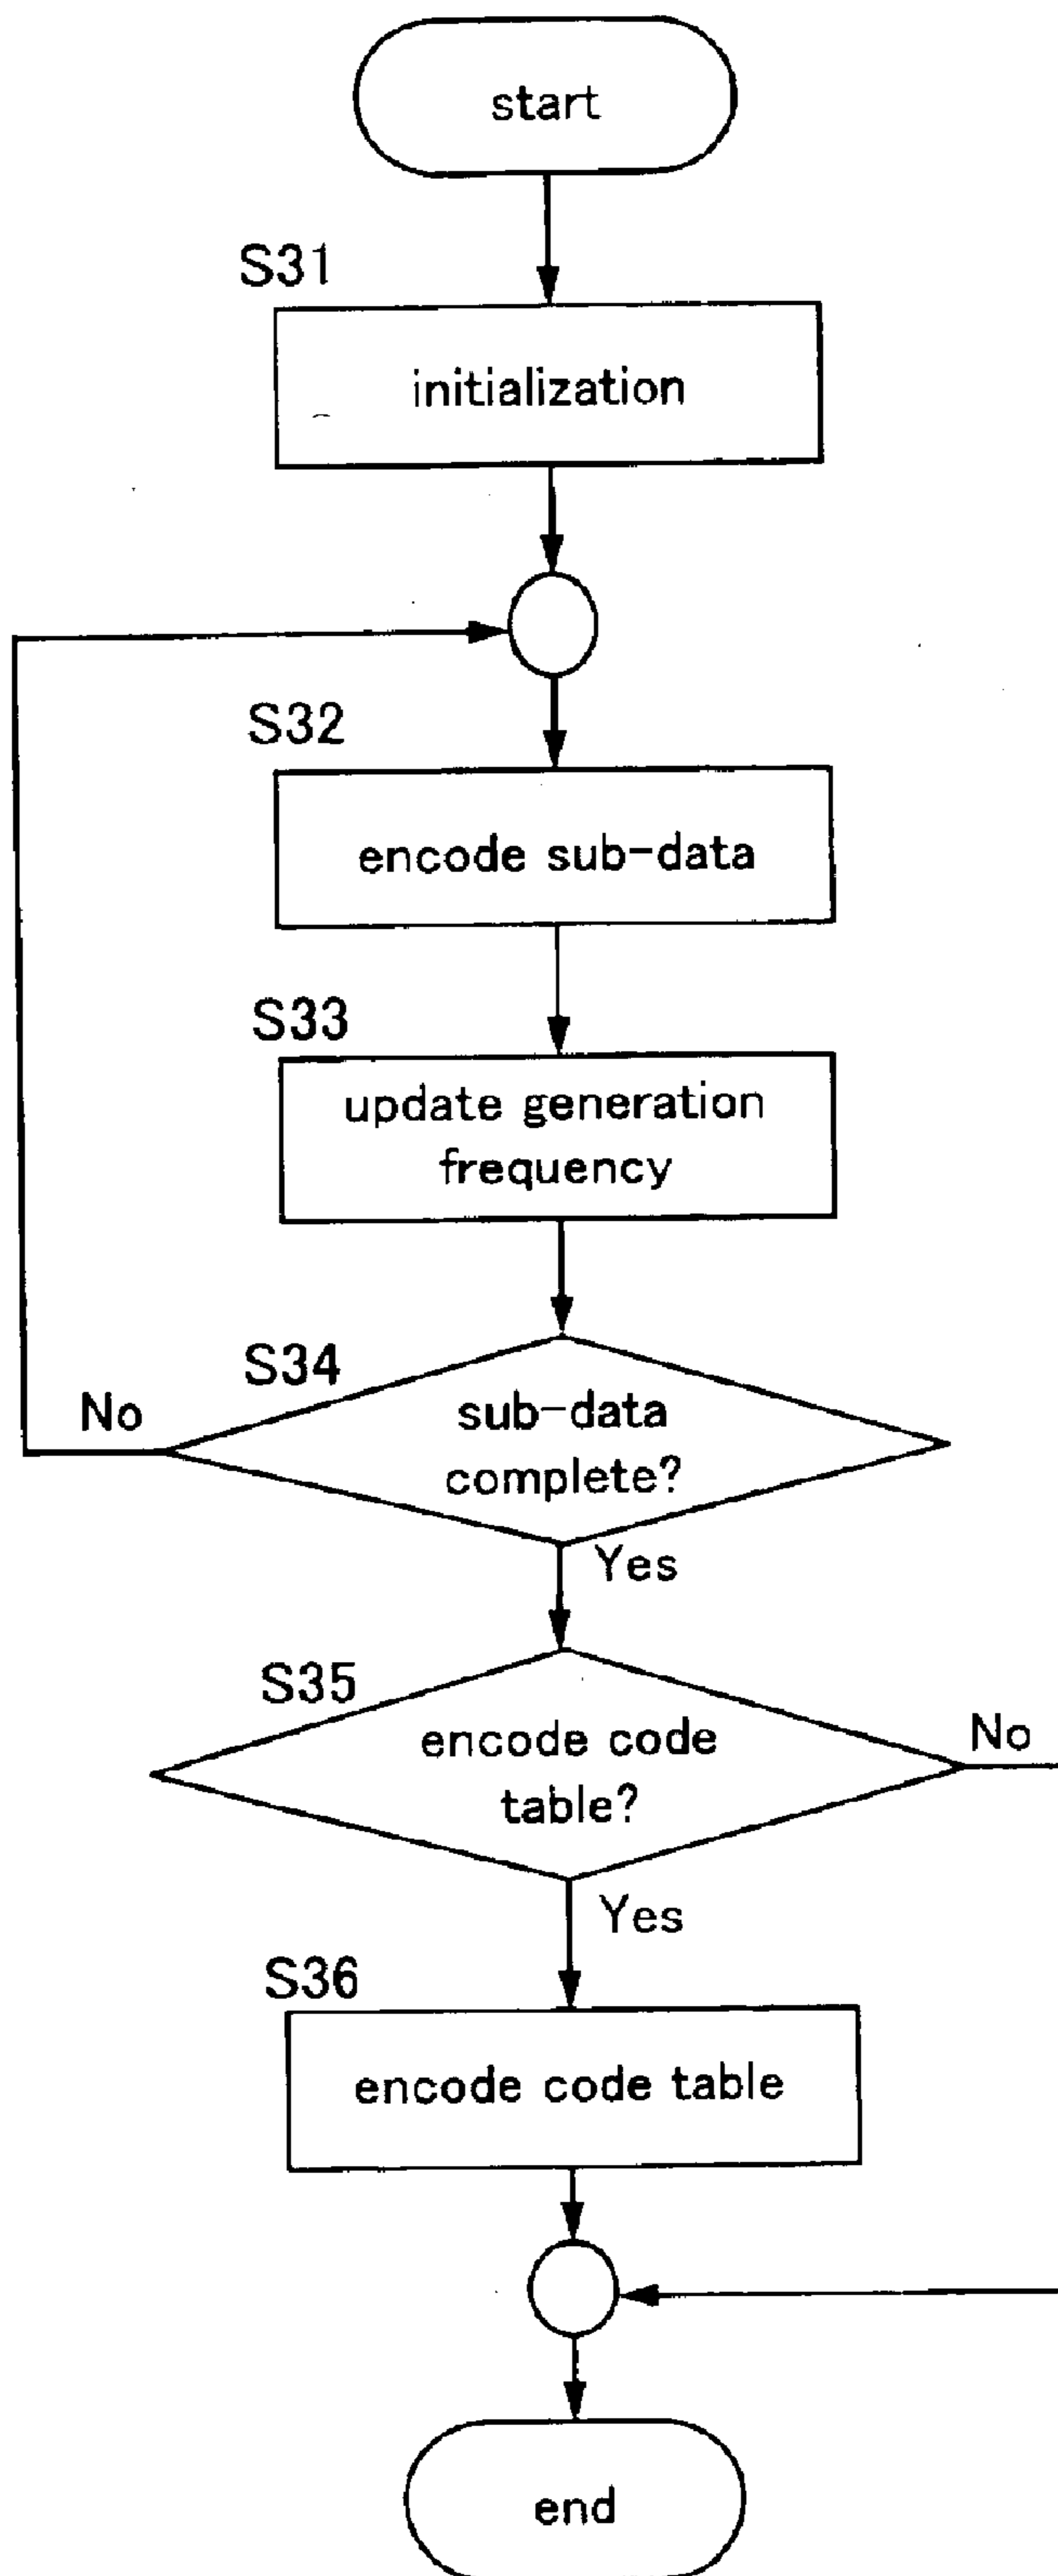 start
S31
initialization
S32
encode sub-data
S33
update generation
frequency
S34
No
sub-data
complete?
Yes
S35
encode code
table?
No
Yes
S36
encode code table
end